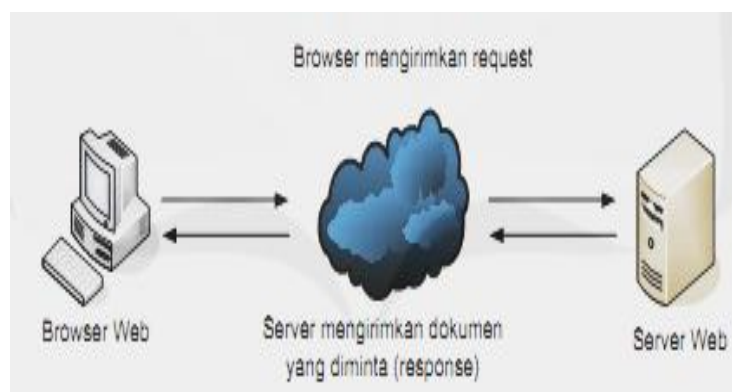 Browser mengirimkan request
Browser Web
Server mengirimkan dokumen
yang diminta (response)
Server Web